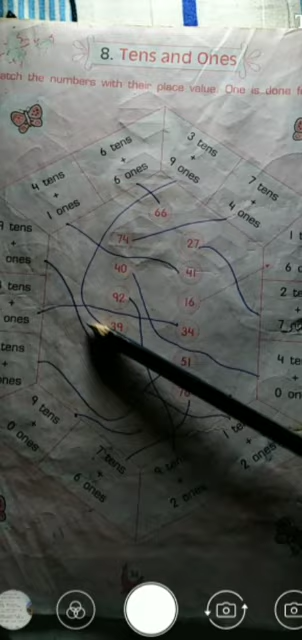 8. Tens and Ones
atch the numbers with their place value. One is done f
6 tens
+
6 ones
3 tens
+
9 ones
4 tens
+
1 ones
7 tens
+
4 ones
tens
+
ones
1 t
+
6 o
tens
+
ones
2 te
+
7
tens
+
ones
4 te
+
0 on
9 tens
+
0 ones
7 tens
+
6 ones
9 tens
+
2 ones
1 te
+
2 ones
66
74
27
40
41
92
16
39
34
51